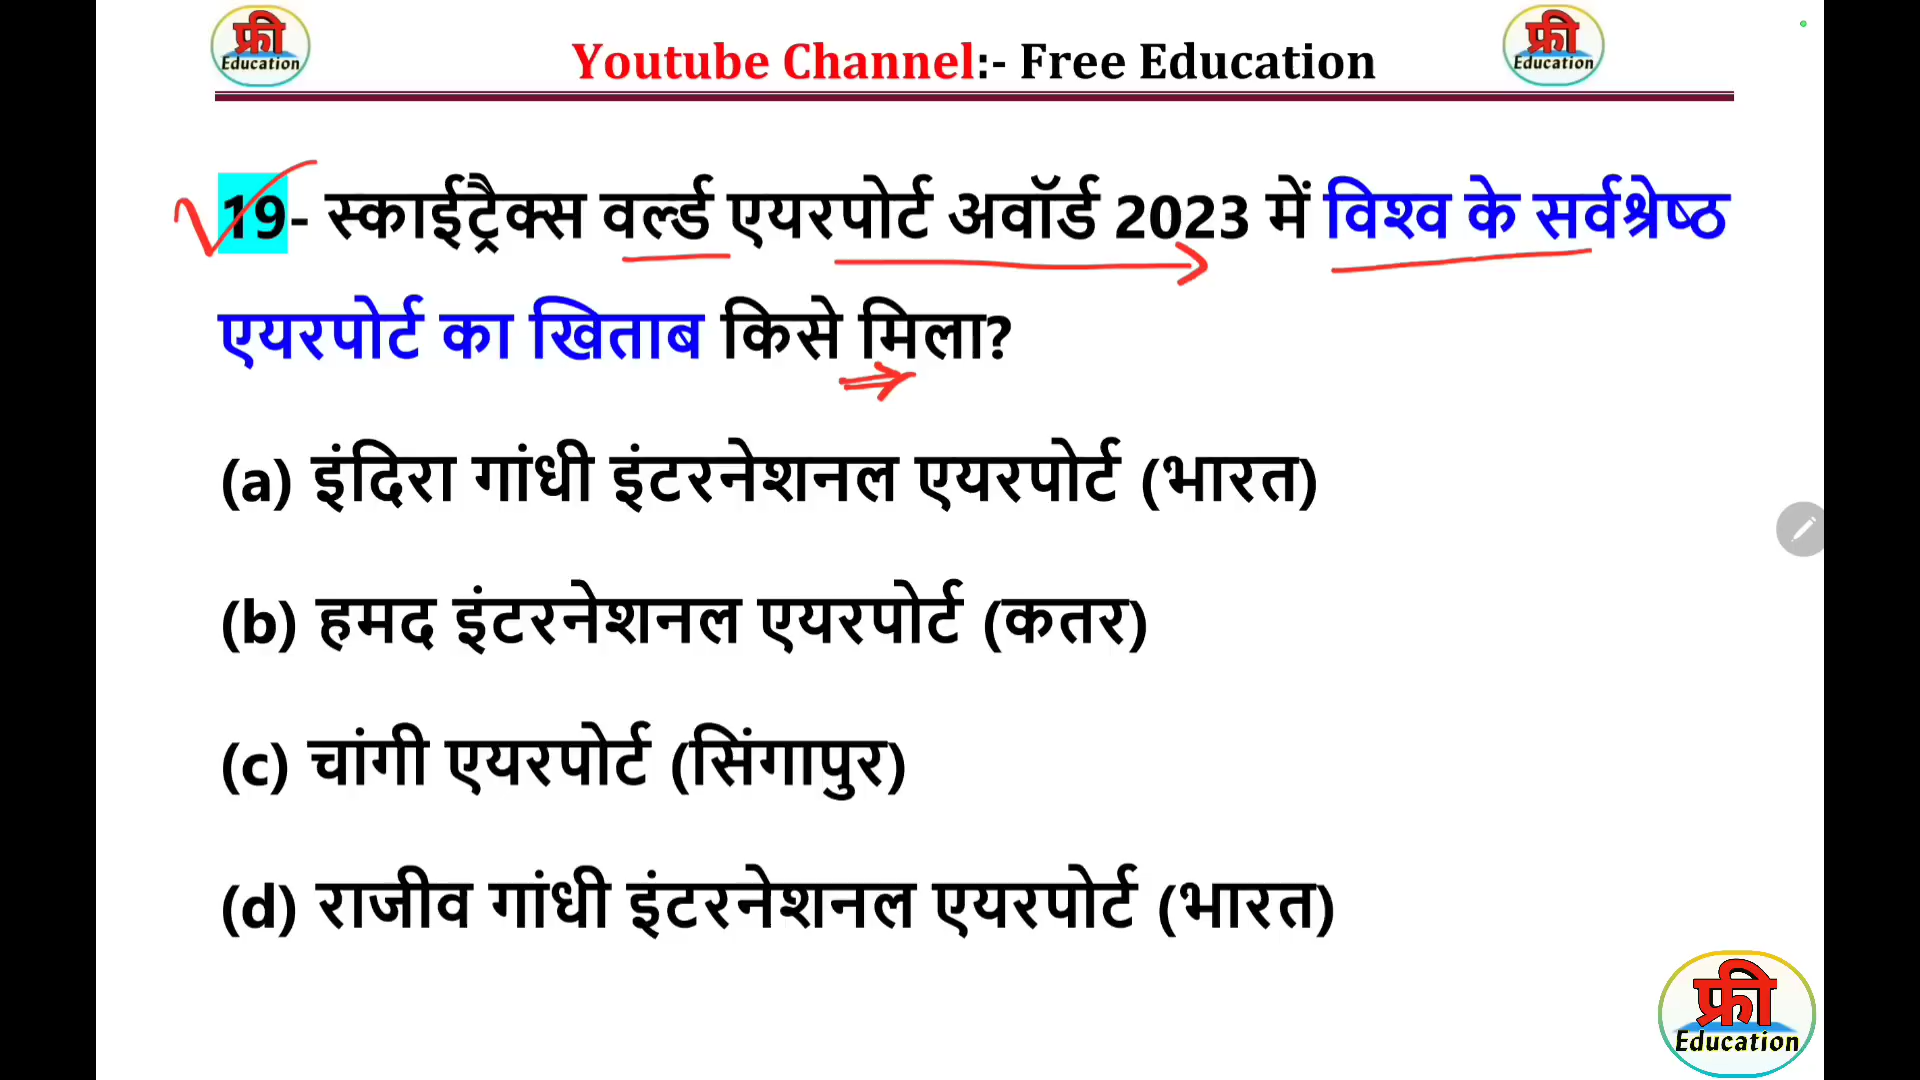 फ्री
Education
Youtube Channel:- Free Education
फ्री
Education
19- स्काईट्रैक्स वर्ल्ड एयरपोर्ट अवॉर्ड 2023 में विश्व के सर्वश्रेष्ठ
एयरपोर्ट का खिताब किसे मिला?
(a) इंदिरा गांधी इंटरनेशनल एयरपोर्ट (भारत)
(b) हमद इंटरनेशनल एयरपोर्ट (कतर)
(c) चांगी एयरपोर्ट (सिंगापुर)
(d) राजीव गांधी इंटरनेशनल एयरपोर्ट (भारत)
फ्री
Education